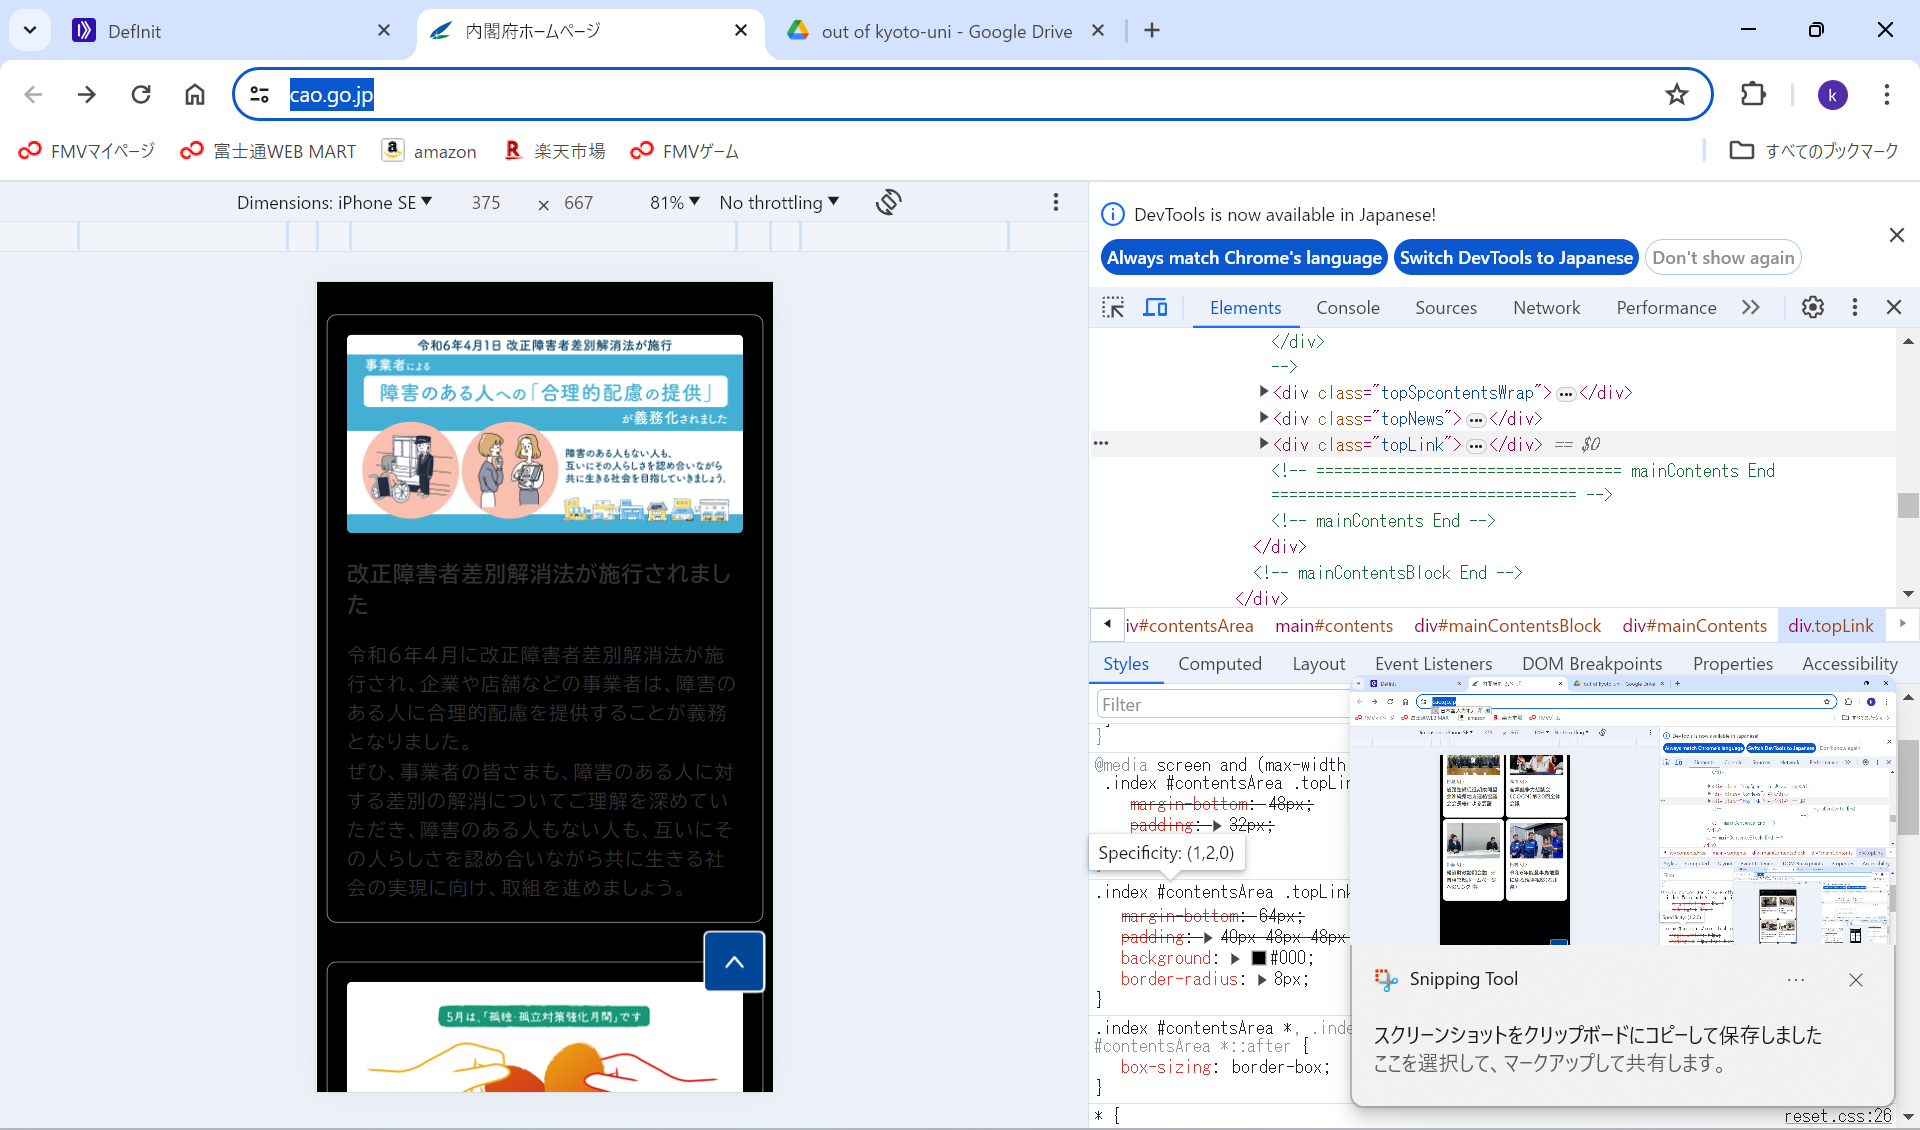 DefInit
内閣府ホームページ
out of kyoto-uni - Google Drive
cao.go.jp
k
FMVマイページ
富士通WEB MART
amazon
楽天市場
FMVゲーム
すべてのブックマーク
Dimensions: iPhone SE
375
×
667
81%
No throttling
令和6年4月1日 改正障害者差別解消法が施行
事業者による
障害のある人への「合理的配慮の提供」
が義務化されました
障害のある人もない人も、
互いにその人らしさを認め合いながら
共に生きる社会を目指していきましょう。
改正障害者差別解消法が施行されまし
た
令和6年4月に改正障害者差別解消法が施
行され、企業や店舗などの事業者は、障害の
ある人に合理的配慮を提供することが義務
となりました。
ぜひ、事業者の皆さまも、障害のある人に対
する差別の解消についてご理解を深めてい
ただき、障害のある人もない人も、互いにそ
の人らしさを認め合いながら共に生きる社
会の実現に向け、取組を進めましょう。
5月は、「孤独・孤立対策強化月間」です
DevTools is now available in Japanese!
Always match Chrome's language
Switch DevTools to Japanese
Don't show again
Elements
Console
Sources
Network
Performance
</div>
-->
<div class="topSpcontentsWrap">…</div>
<div class="topNews">…</div>
<div class="topLink">…</div> == $0
<!-- ================================== mainContents End
================================== -->
<!-- mainContents End -->
</div>
<!-- mainContentsBlock End -->
</div>
iv#contentsArea
main#contents
div#mainContentsBlock
div#mainContents
div.topLink
Styles
Computed
Layout
Event Listeners
DOM Breakpoints
Properties
Accessibility
Filter
}
@media screen and (max-width
.index #contentsArea .topLin
margin-bottom: 48px;
padding: 32px;
Specificity: (1,2,0)
.index #contentsArea .topLink
margin-bottom: 64px;
padding: 40px 48px 48px
background: #000;
border-radius: 8px;
}
.index #contentsArea *, .inde
#contentsArea *::after {
box-sizing: border-box;
}
* {
reset.css:26
Snipping Tool
スクリーンショットをクリップボードにコピーして保存しました
ここを選択して、マークアップして共有します。